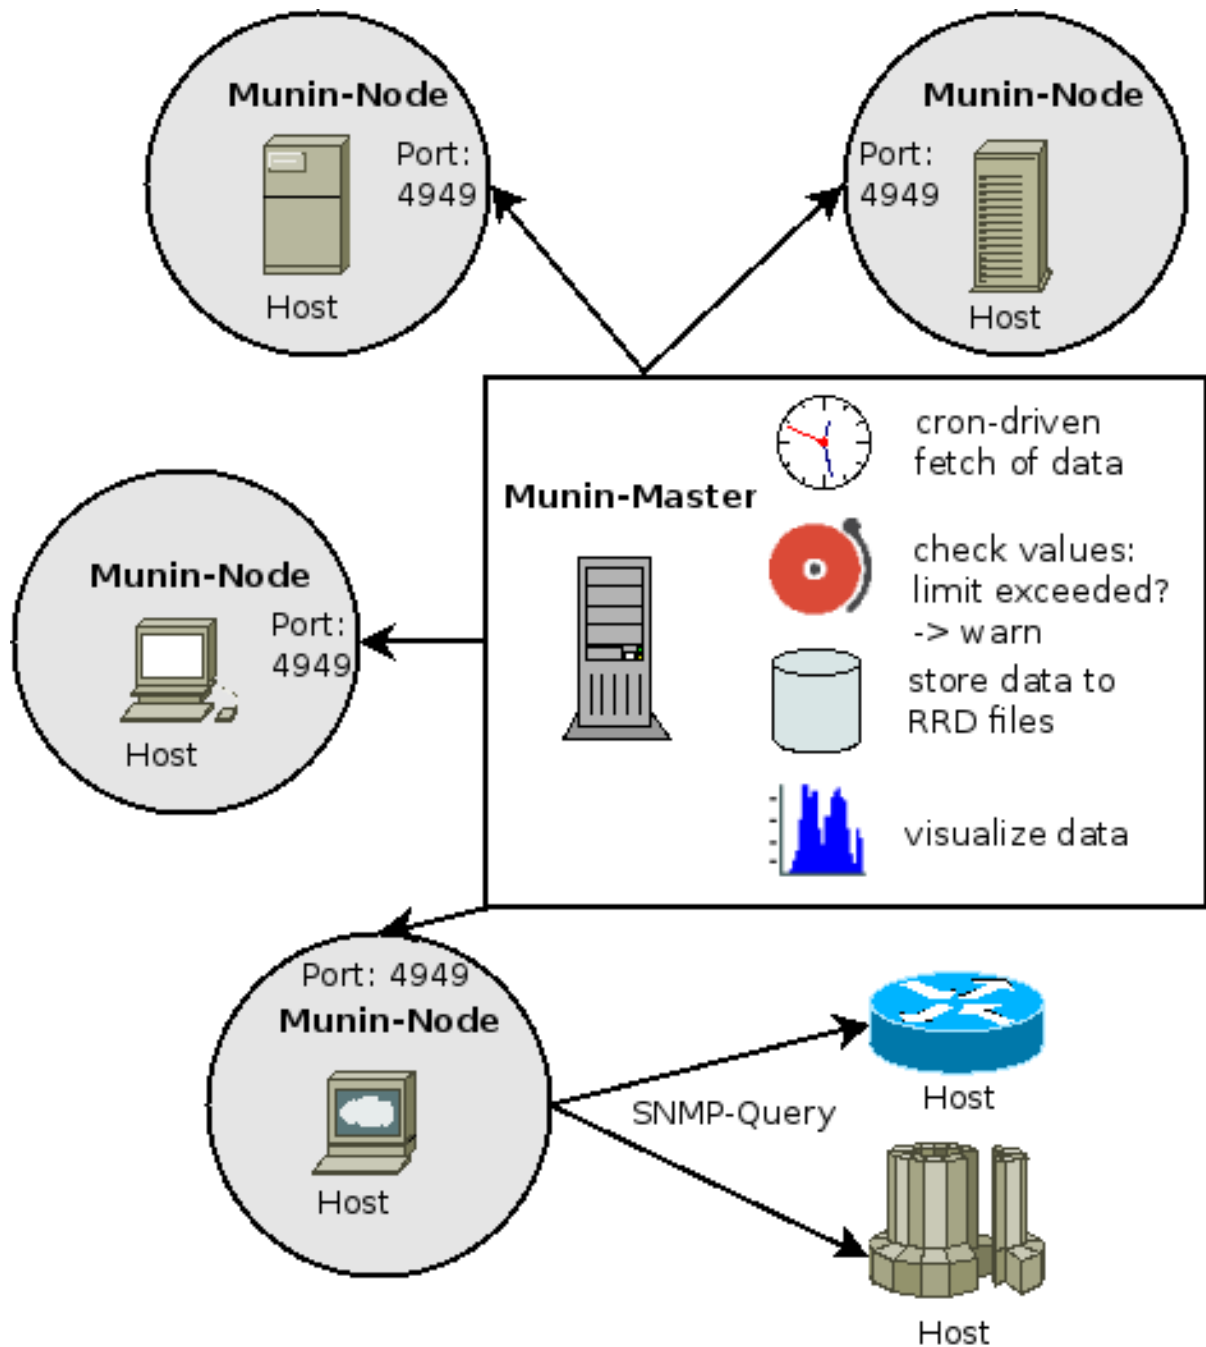 Munin-Node
Port:
4949
Host
Munin-Node
Port:
4949
Host
Munin-Master
cron-driven
fetch of data
check values:
limit exceeded?
-> warn
store data to
RRD files
visualize data
Munin-Node
Port:
4949
Host
Port: 4949
Munin-Node
Host
SNMP-Query
Host
Host